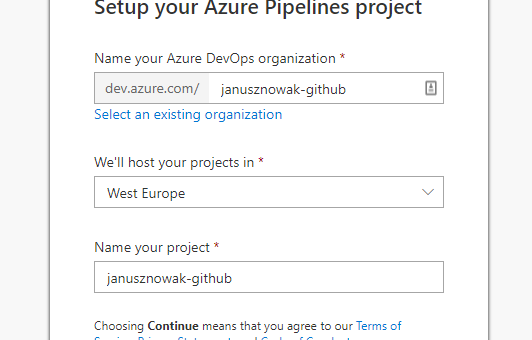 Setup your Azure Pipelines project
Name your Azure DevOps organization *
dev.azure.com/ janusznowak-github
Select an existing organization
We'll host your projects in *
West Europe
Name your project *
janusznowak-github
Choosing Continue means that you agree to our Terms of